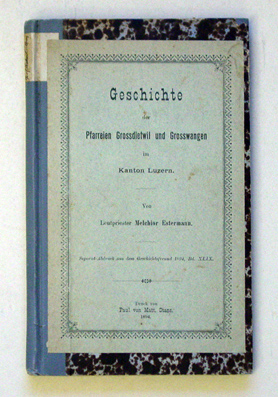 Geschichte
der
Pfarreien Grossdietwil und Grosswangen
im
Kanton Luzern.
Von
Leutpriester Melchior Estermann.
Separat-Abdruck aus dem Geschichtsfreund 1894, Bd. XLIX.
Druck von
Paul von Matt, Stans.
1894.